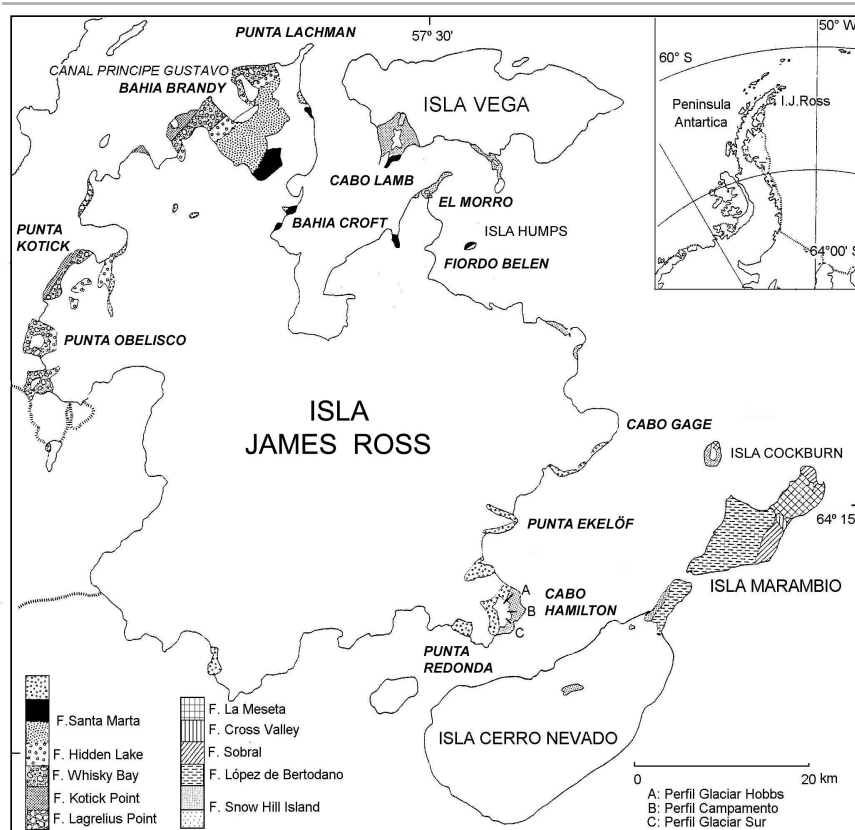 57° 30'
50° W
PUNTA LACHMAN
CANAL PRINCIPE GUSTAVO
BAHIA BRANDY
60° S
ISLA VEGA
Peninsula
Antartica
I.J.Ross
CABO LAMB
EL MORRO
PUNTA
KOTICK
BAHIA CROFT
ISLA HUMPS
FIORDO BELEN
64°00' S
PUNTA OBELISCO
ISLA
JAMES ROSS
CABO GAGE
ISLA COCKBURN
PUNTA EKELÖF
64° 15'
ISLA MARAMBIO
A
B
C
CABO
HAMILTON
PUNTA
REDONDA
ISLA CERRO NEVADO
F.Santa Marta
F. Hidden Lake
F. Whisky Bay
F. Kotick Point
F. Lagrelius Point
F. La Meseta
F. Cross Valley
F. Sobral
F. López de Bertodano
F. Snow Hill Island
0
20 km
A: Perfil Glaciar Hobbs
B: Perfil Campamento
C: Perfil Glaciar Sur